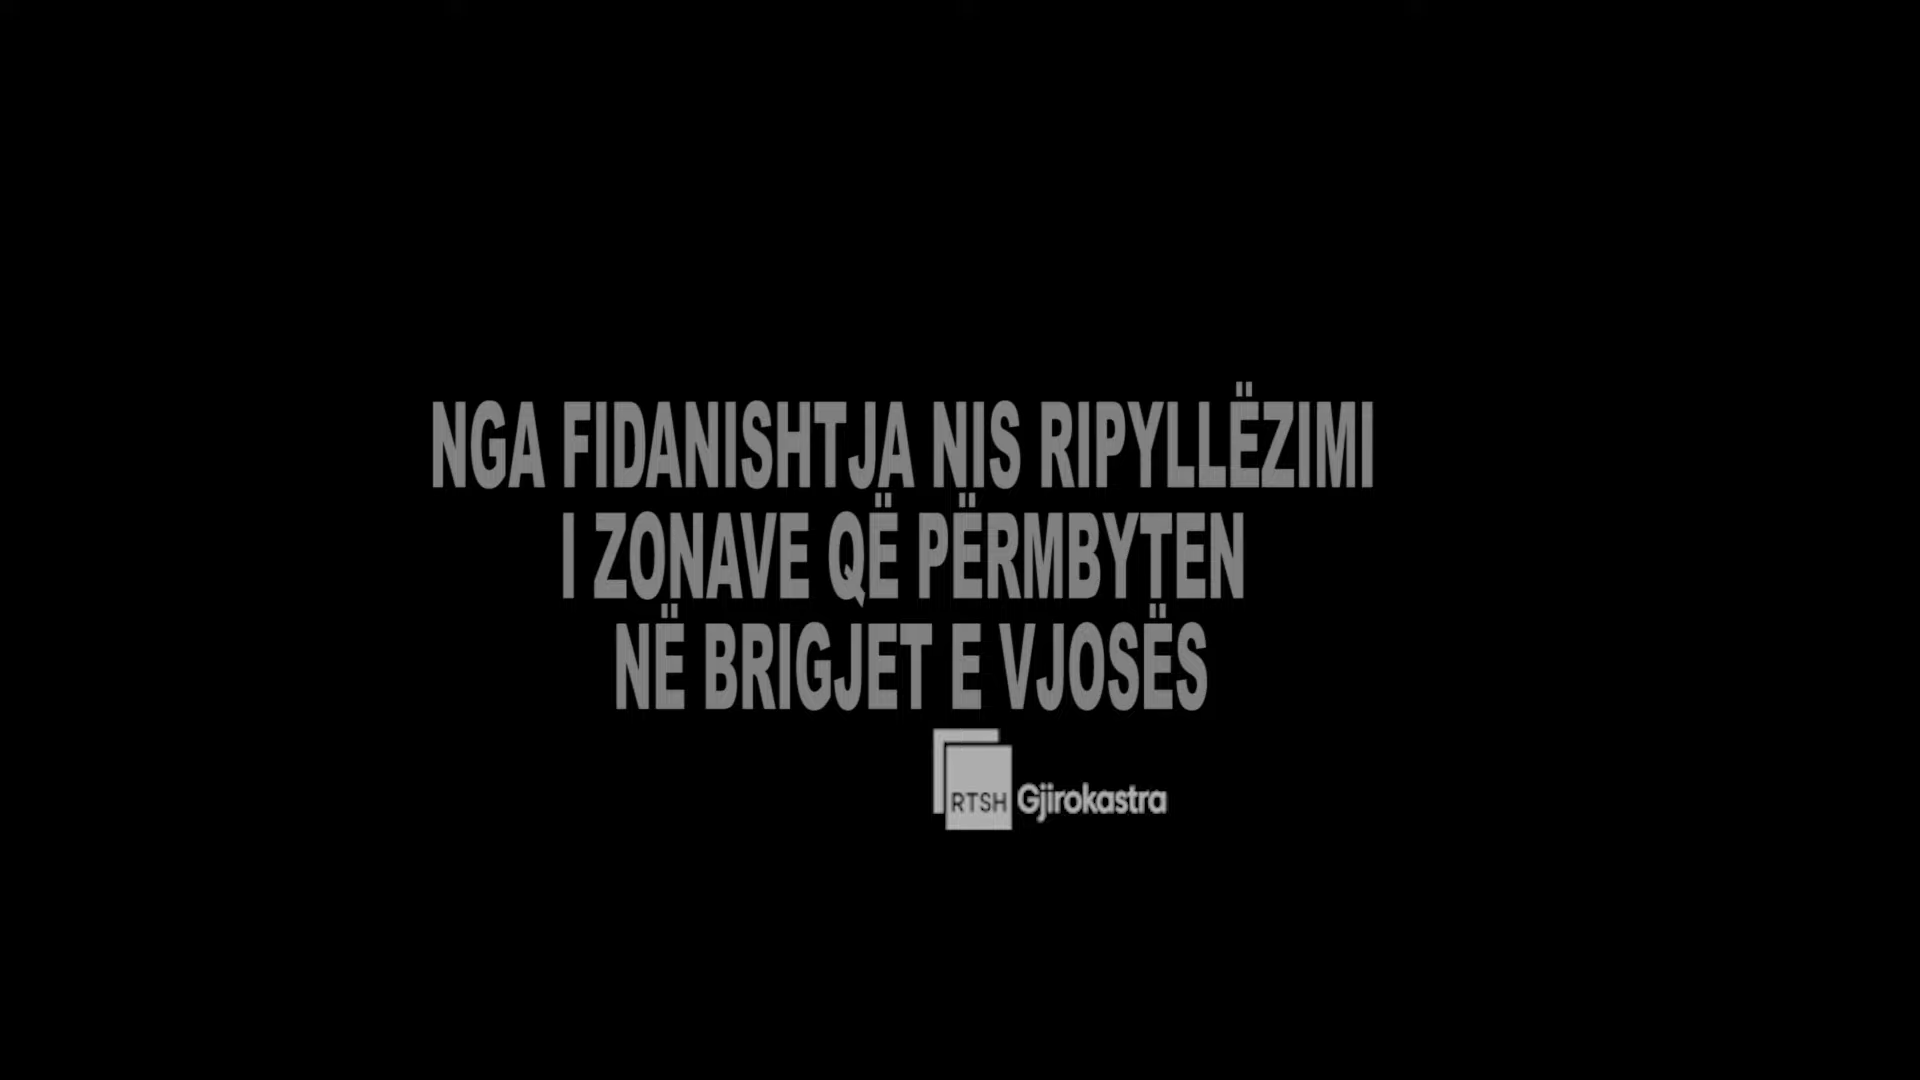 NGA FIDANISHTJA NIS RIPYLLËZIMI
I ZONAVE QË PËRMBYTEN
NË BRIGJET E VJOSËS
RTSH Gjirokastra